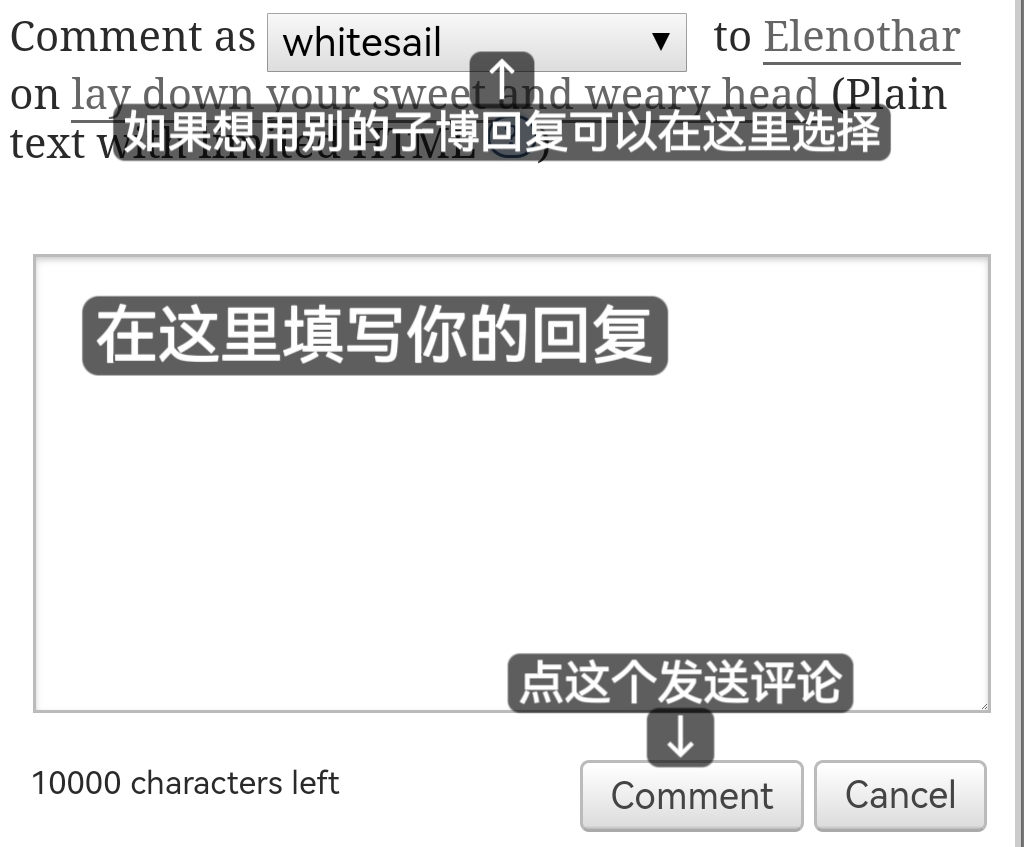 Comment as whitesail ▼ to Elenothar
↑
on lay down your sweet and weary head (Plain
如果想用别的子博回复可以在这里选择
text with limited HTML ?)
在这里填写你的回复
点这个发送评论
↓
10000 characters left
Comment Cancel